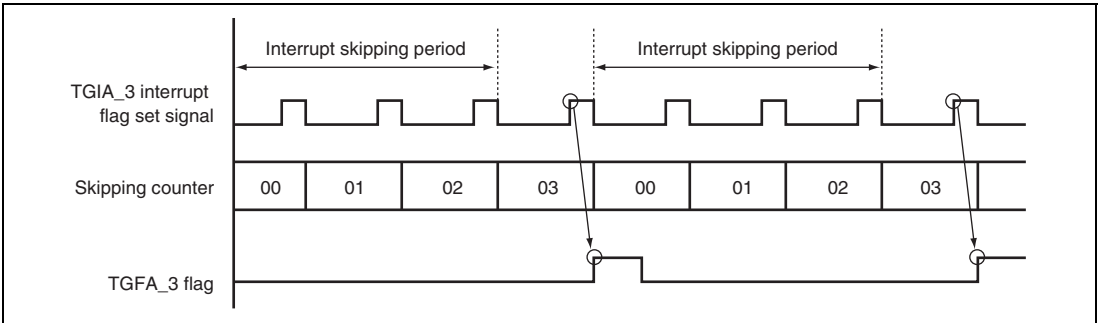 Interrupt skipping period
Interrupt skipping period
TGIA_3 interrupt
flag set signal
Skipping counter 00 01 02 03 00 01 02 03
TGFA_3 flag